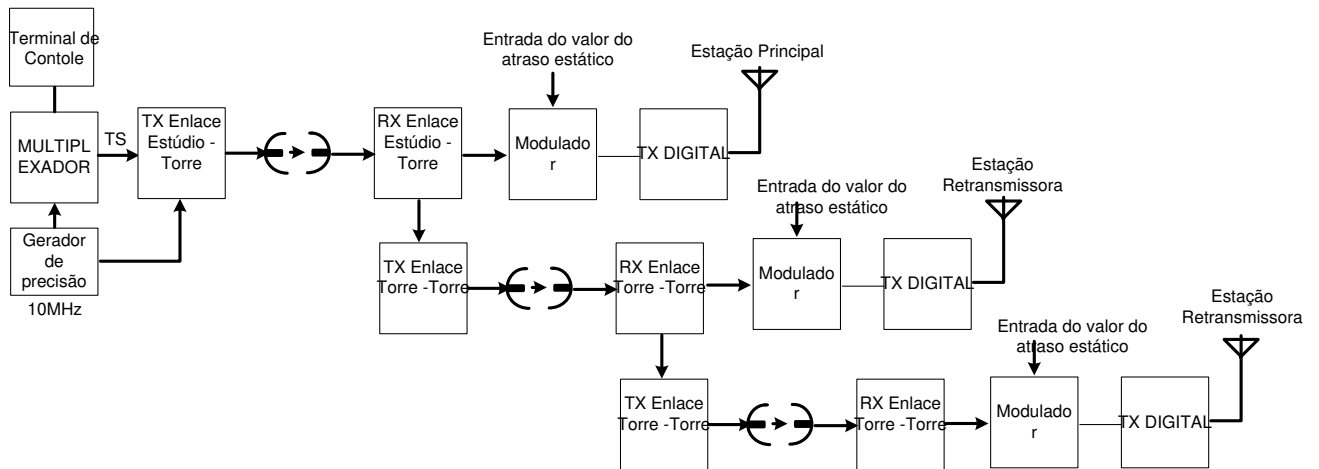 Terminal de
Contole
MULTIPL
EXADOR
TS
TX Enlace
Estúdio -
Torre
Gerador
de
precisão
10MHz
RX Enlace
Estúdio -
Torre
Entrada do valor do
atraso estático
Modulado
r
TX DIGITAL
Estação Principal
TX Enlace
Torre -Torre
RX Enlace
Torre -Torre
Entrada do valor do
atraso estático
Modulado
r
TX DIGITAL
Estação
Retransmissora
TX Enlace
Torre -Torre
RX Enlace
Torre -Torre
Entrada do valor do
atraso estático
Modulado
r
TX DIGITAL
Estação
Retransmissora